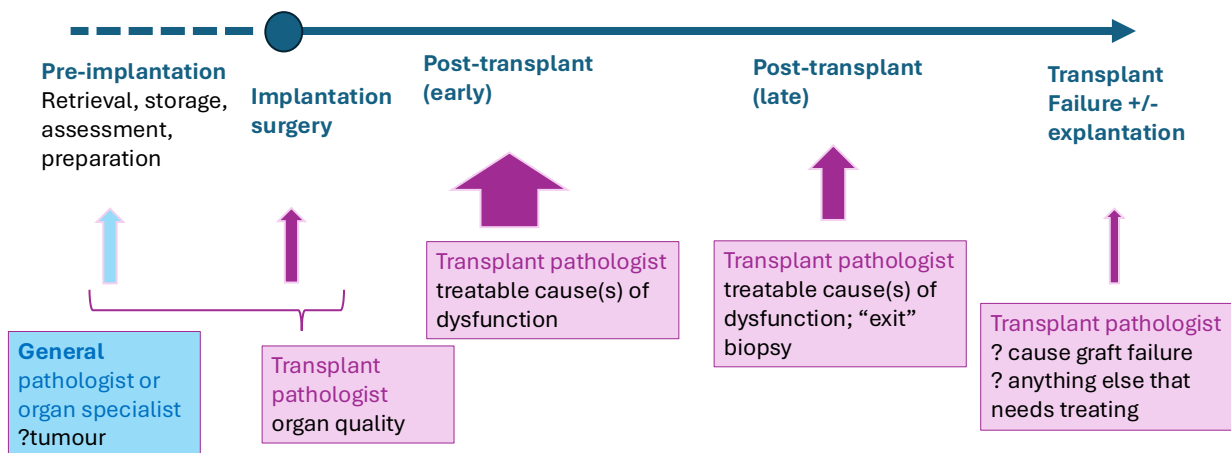 Pre-implantation
Retrieval, storage,
assessment,
preparation
Implantation
surgery
Post-transplant
(early)
Post-transplant
(late)
Transplant
Failure +/-
explantation
General
pathologist or
organ specialist
?tumour
Transplant
pathologist
organ quality
Transplant pathologist
treatable cause(s) of
dysfunction
Transplant pathologist
treatable cause(s) of
dysfunction; “exit”
biopsy
Transplant pathologist
? cause graft failure
? anything else that
needs treating